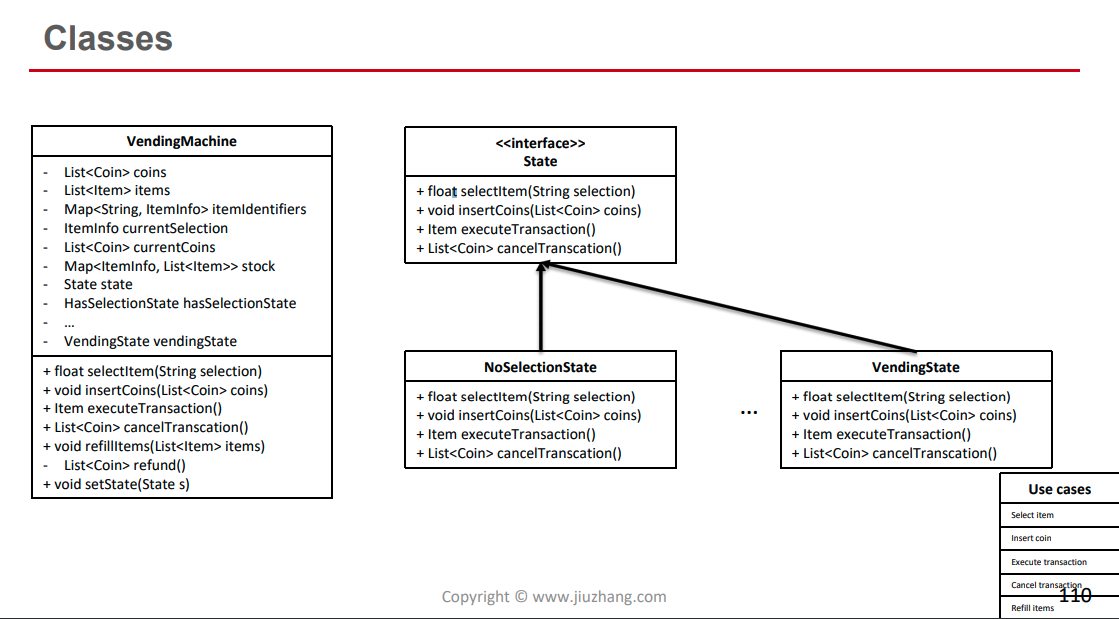 Classes
VendingMachine
- List<Coin> coins
- List<Item> items
- Map<String, ItemInfo> itemIdentifiers
- ItemInfo currentSelection
- List<Coin> currentCoins
- Map<ItemInfo, List<Item>> stock
- State state
- HasSelectionState hasSelectionState
- ...
- VendingState vendingState
+ float selectItem(String selection)
+ void insertCoins(List<Coin> coins)
+ Item executeTransaction()
+ List<Coin> cancelTranscation()
+ void refillItems(List<Item> items)
- List<Coin> refund()
+ void setState(State s)
<<interface>>
State
+ float selectItem(String selection)
+ void insertCoins(List<Coin> coins)
+ Item executeTransaction()
+ List<Coin> cancelTranscation()
NoSelectionState
+ float selectItem(String selection)
+ void insertCoins(List<Coin> coins)
+ Item executeTransaction()
+ List<Coin> cancelTranscation()
...
VendingState
+ float selectItem(String selection)
+ void insertCoins(List<Coin> coins)
+ Item executeTransaction()
+ List<Coin> cancelTranscation()
Use cases
Select item
Insert coin
Execute transaction
Cancel transaction
Refill items
Copyright © www.jiuzhang.com
110